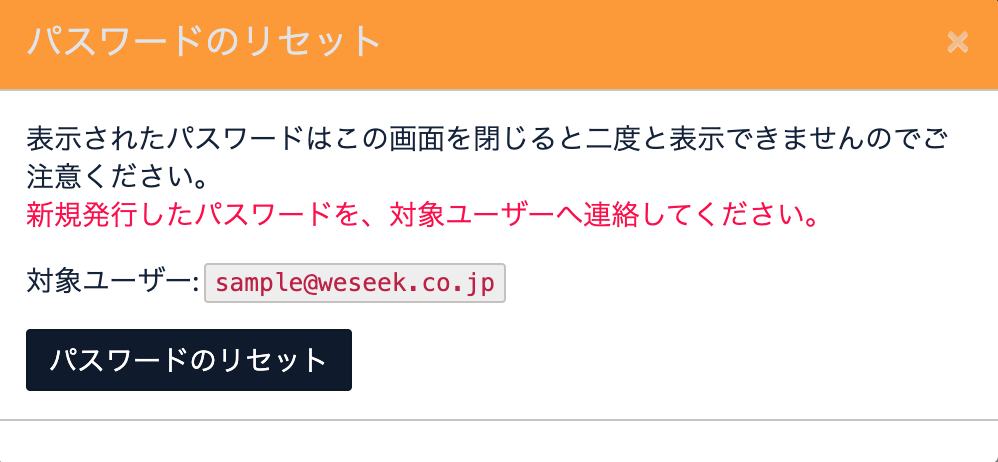 パスワードのリセット ×
表示されたパスワードはこの画面を閉じると二度と表示できませんのでご
注意ください。
新規発行したパスワードを、対象ユーザーへ連絡してください。
対象ユーザー: sample@weseek.co.jp
パスワードのリセット